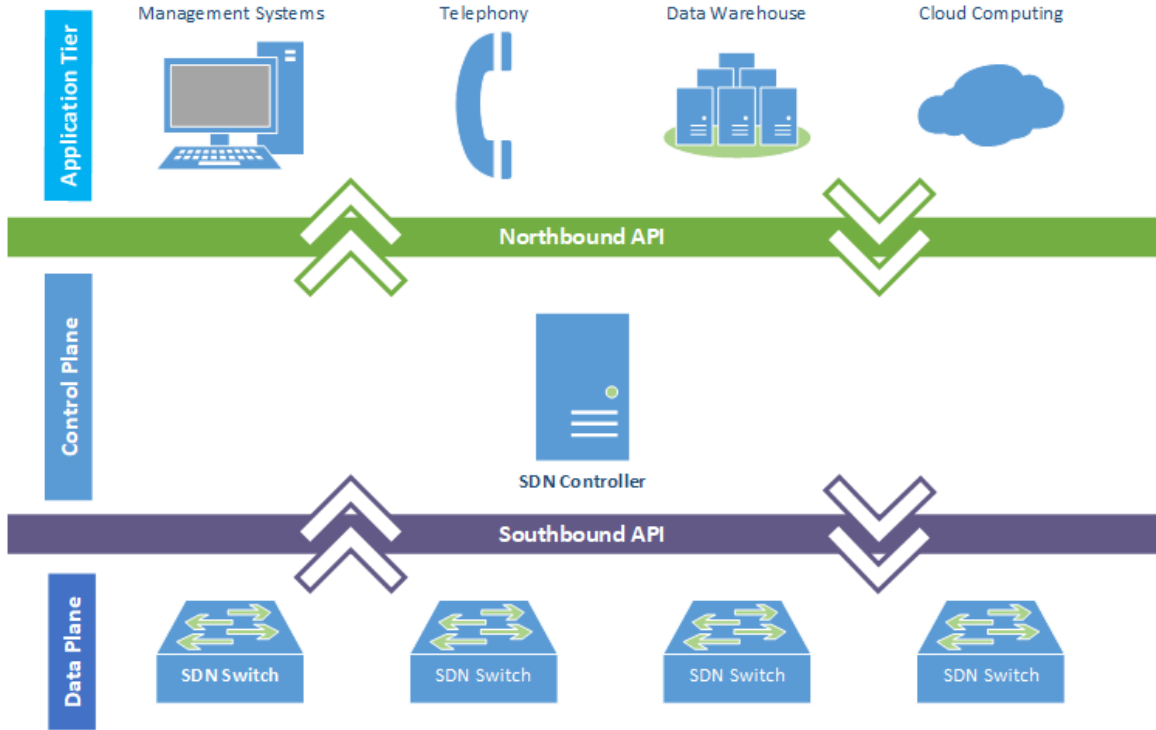 Management Systems
Telephony
Data Warehouse
Cloud Computing
Application Tier
Northbound API
Control Plane
SDN Controller
Southbound API
Data Plane
SDN Switch
SDN Switch
SDN Switch
SDN Switch